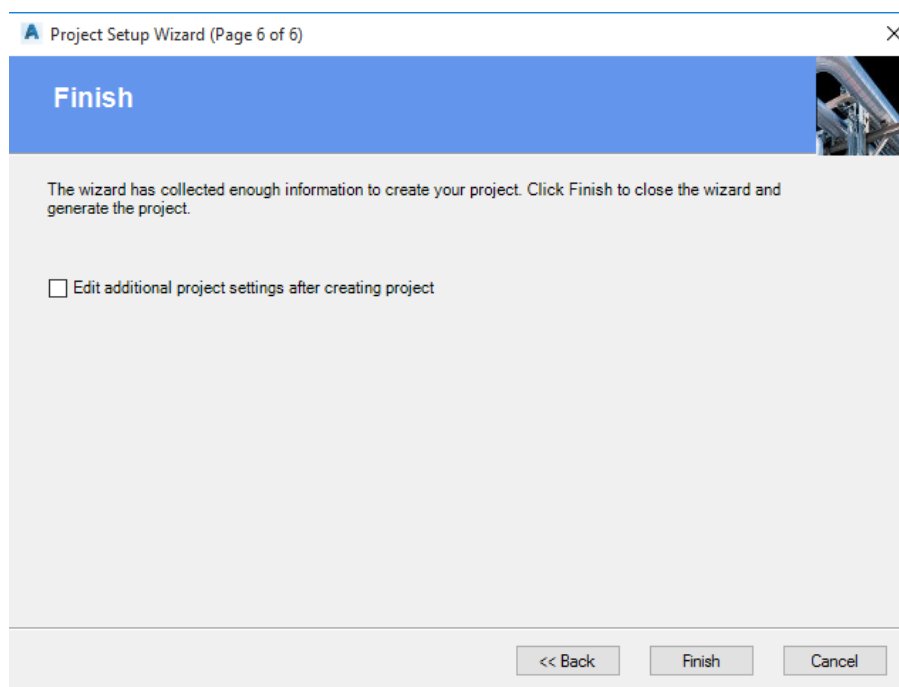 Project Setup Wizard (Page 6 of 6)
Finish
The wizard has collected enough information to create your project. Click Finish to close the wizard and
generate the project.
Edit additional project settings after creating project
<< Back
Finish
Cancel